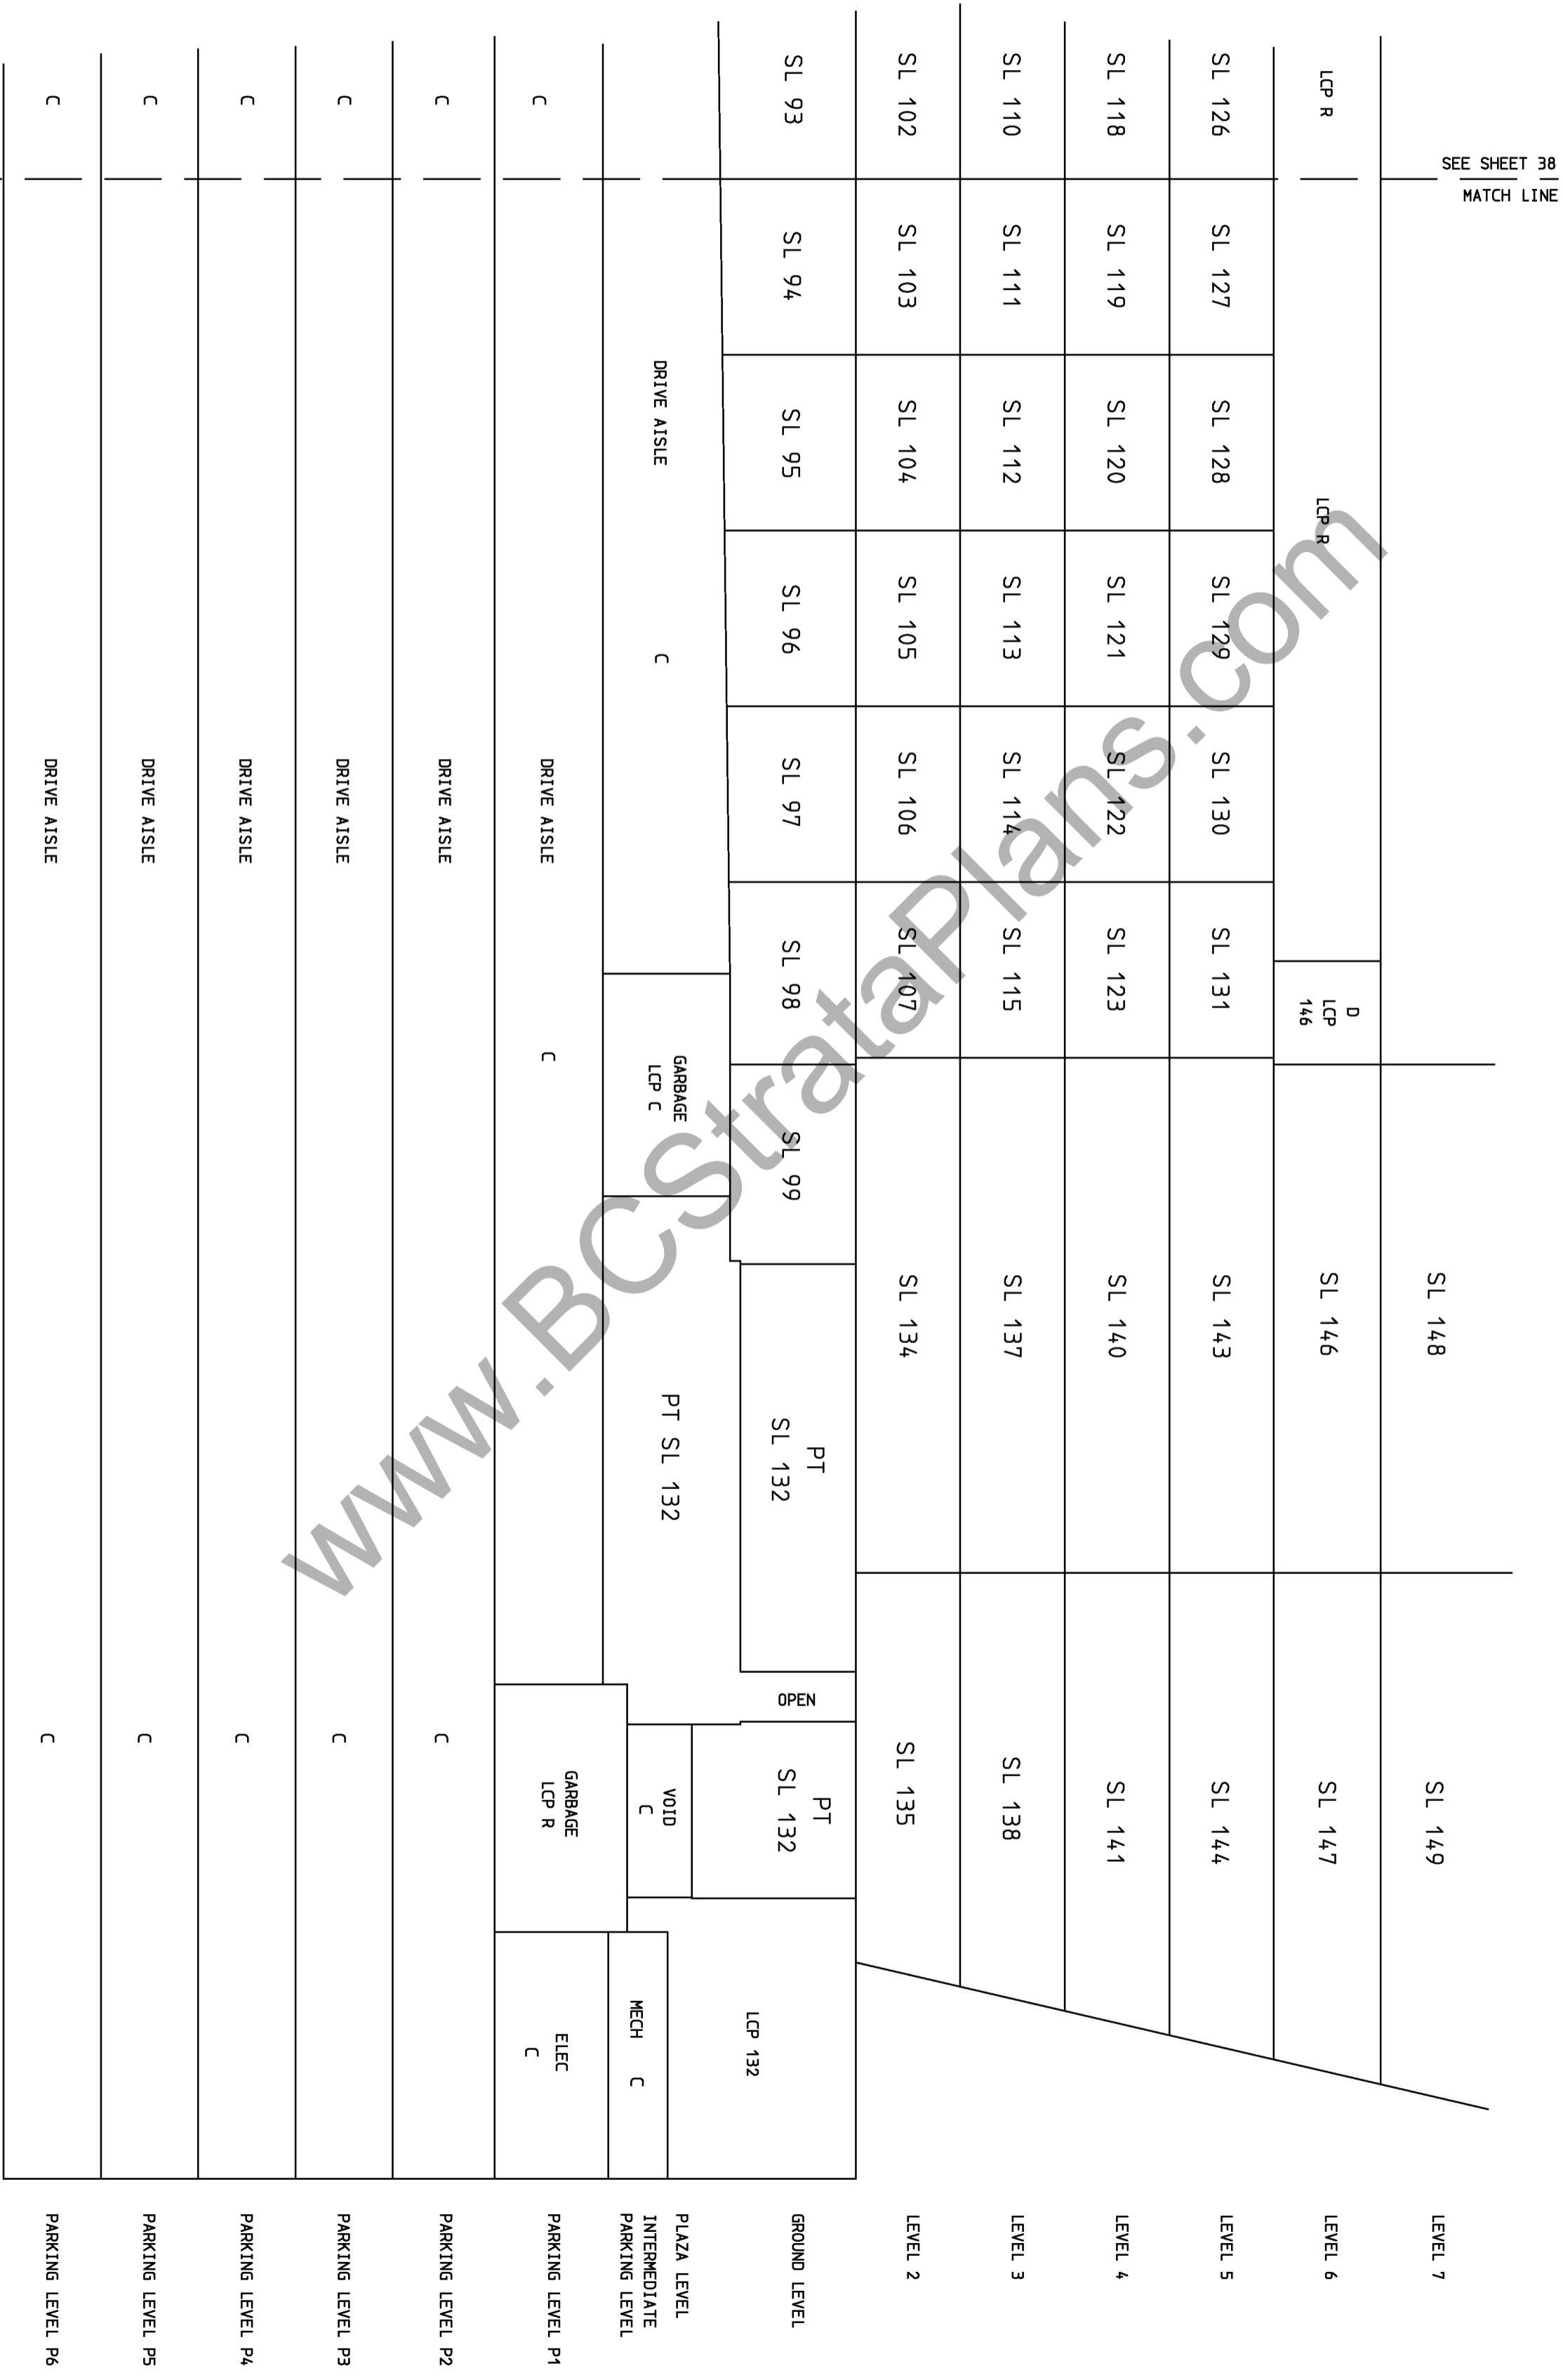 SEE SHEET 38
MATCH LINE
LEVEL 7
SL 148
SL 149
LEVEL 6
LCP R
LCP R
D
LCP
146
SL 146
SL 147
LEVEL 5
SL 126
SL 127
SL 128
SL 129
SL 130
SL 131
SL 143
SL 144
LEVEL 4
SL 118
SL 119
SL 120
SL 121
SL 122
SL 123
SL 140
SL 141
LEVEL 3
SL 110
SL 111
SL 112
SL 113
SL 114
SL 115
SL 137
SL 138
LEVEL 2
SL 102
SL 103
SL 104
SL 105
SL 106
SL 107
SL 134
SL 135
GROUND LEVEL
SL 93
SL 94
SL 95
SL 96
SL 97
SL 98
SL 99
PT
SL 132
OPEN
PT
SL 132
LCP 132
PLAZA LEVEL
INTERMEDIATE
PARKING LEVEL
DRIVE AISLE
C
GARBAGE
LCP C
PT SL 132
VOID
C
MECH C
PARKING LEVEL P1
C
DRIVE AISLE
C
GARBAGE
LCP R
ELEC
C
PARKING LEVEL P2
C
DRIVE AISLE
C
PARKING LEVEL P3
C
DRIVE AISLE
C
PARKING LEVEL P4
C
DRIVE AISLE
C
PARKING LEVEL P5
C
DRIVE AISLE
C
PARKING LEVEL P6
C
DRIVE AISLE
C
www.BCStrataPlans.com